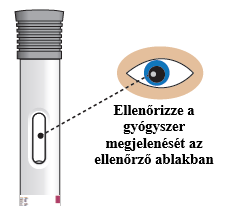 Ellenőrizze a
gyógyszer
megjelenését az
ellenőrző ablakban